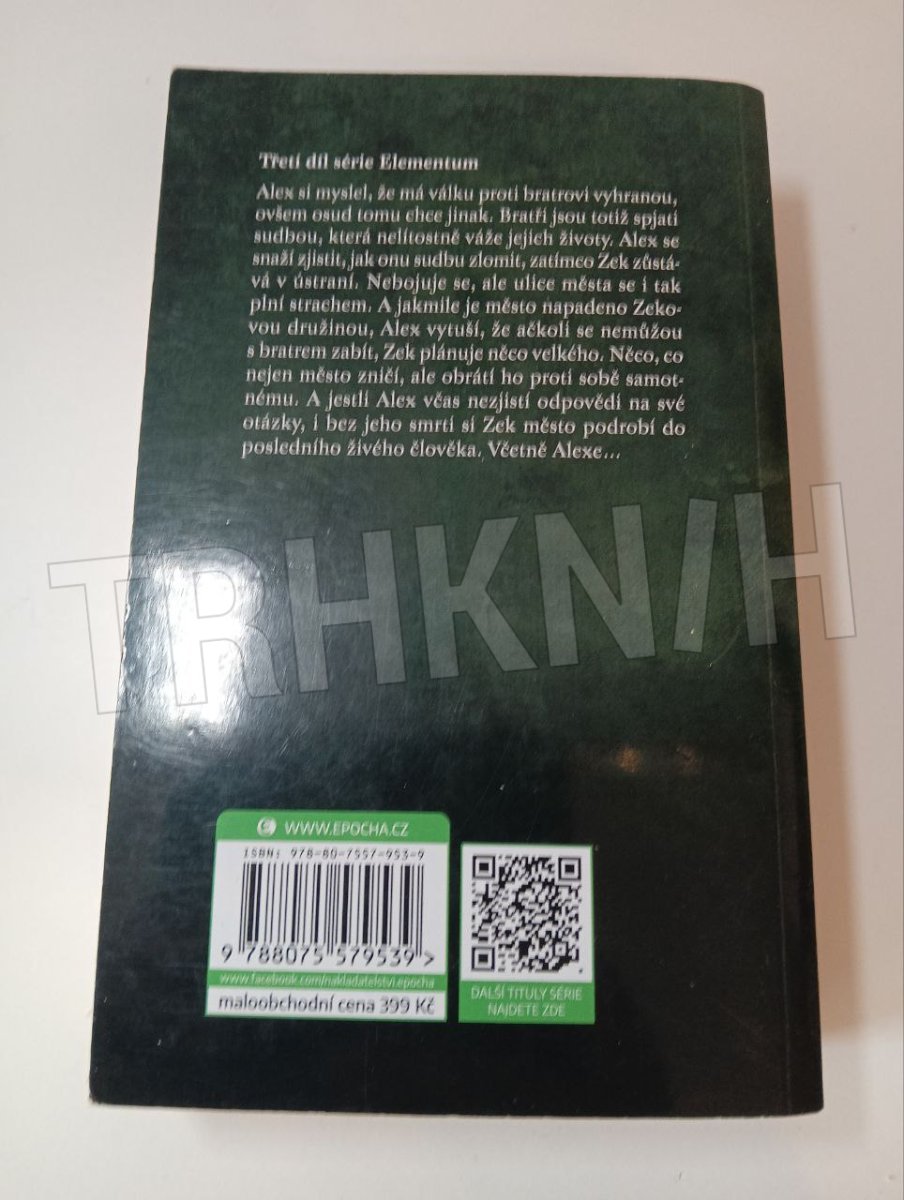 Třetí díl série Elementum
Alex si myslel, že má válku proti bratrovi vyhranou,
ovšem osud tomu chce jinak. Bratři jsou totiž spjati
sudbou, která nelítostně váže jejich životy. Alex se
snaží zjistit, jak onu sudbu zlomit, zatímco Zek zůstá-
vá v ústraní. Nebojuje se, ale ulice města se i tak
plní strachem. A jakmile je město napadeno Zeko-
vou družinou, Alex vytuší, že ačkoli se nemůžou
s bratrem zabít, Zek plánuje něco velkého. Něco, co
nejen město zničí, ale obrátí ho proti sobě samot-
nému. A jestli Alex včas nezjistí odpovědi na své
otázky, i bez jeho smrti si Zek město podrobí do
posledního živého člověka. Včetně Alexe...
TRHKNIH
WWW.EPOCHA.CZ
ISBN: 978-80-7557-953-9
9 788075 579539 >
www.facebook.com/nakladatelstvi.epocha
maloobchodní cena 399 Kč
DALŠÍ TITULY SÉRIE
NAJDETE ZDE